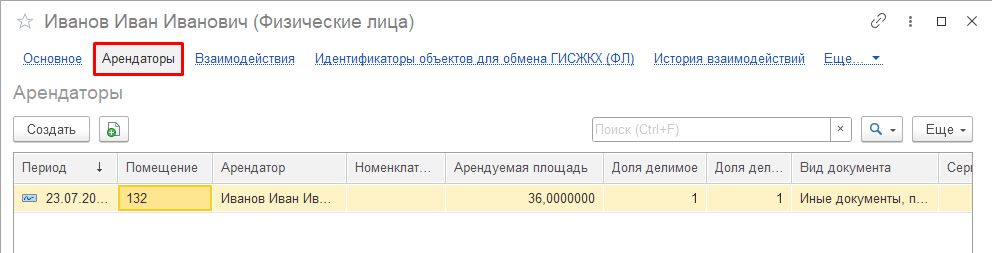 Иванов Иван Иванович (Физические лица)
Основное Арендаторы Взаимодействия Идентификаторы объектов для обмена ГИСЖКХ (ФЛ) История взаимодействий Еще...
Арендаторы
Создать Поиск (Ctrl+F) × Еще
Период ↓ Помещение Арендатор Номенклат... Арендуемая площадь Доля делимое Доля дел... Вид документа Сери
23.07.20... 132 Иванов Иван Ив... 36,0000000 1 1 Иные документы, п...